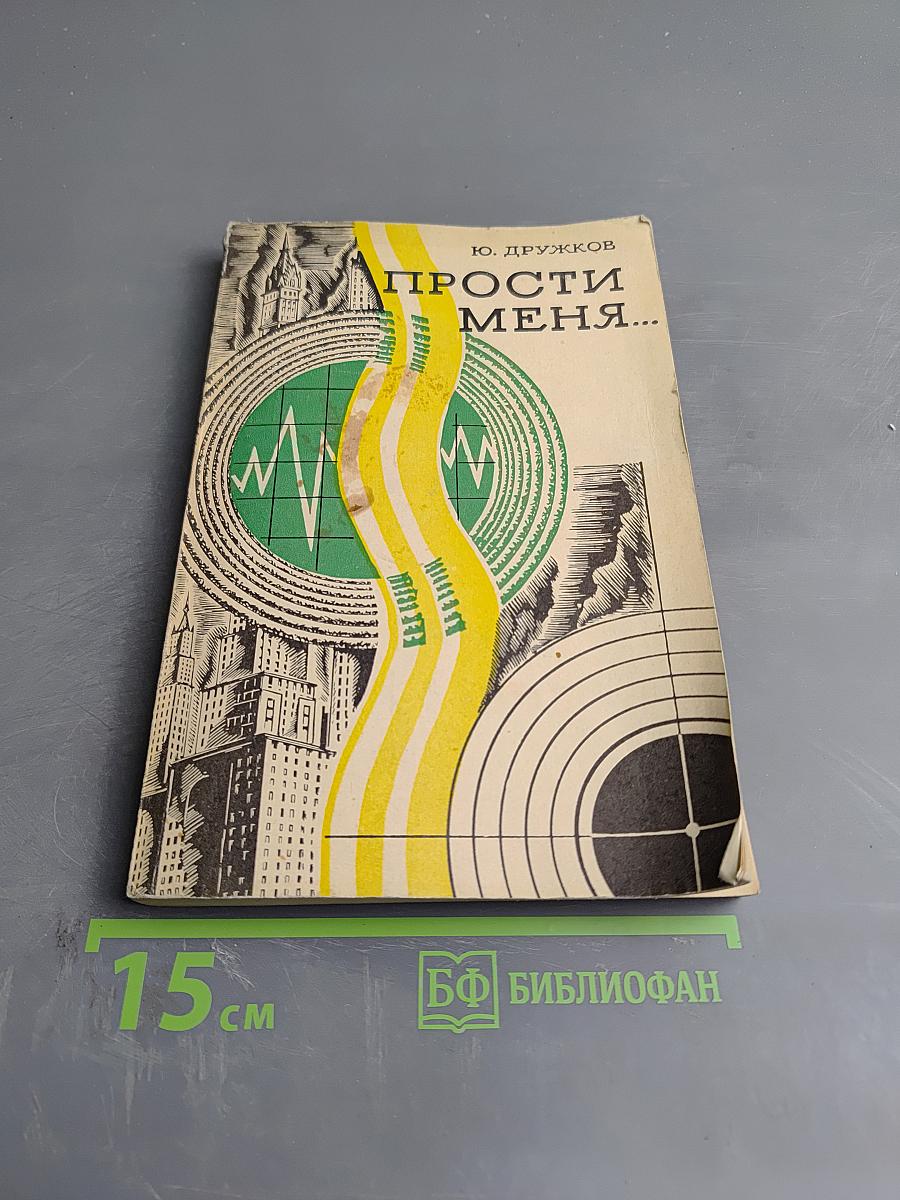 Ю. ДРУЖКОВ
ПРОСТИ
МЕНЯ...
15 см
БФ БИБЛИОФАН